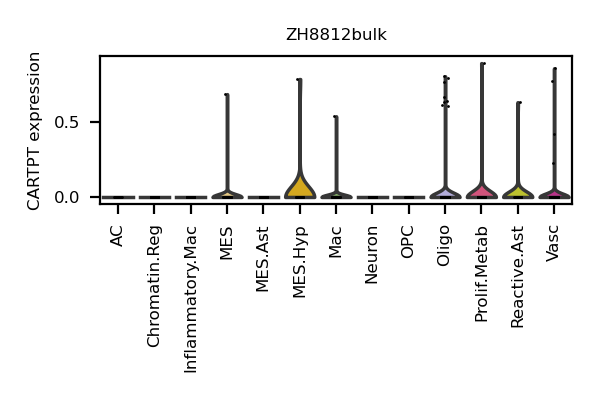 ZH8812bulk
CARTPT expression
0.5
0.0
AC
Chromatin.Reg
Inflammatory.Mac
MES
MES.Ast
MES.Hyp
Mac
Neuron
OPC
Oligo
Prolif.Metab
Reactive.Ast
Vasc